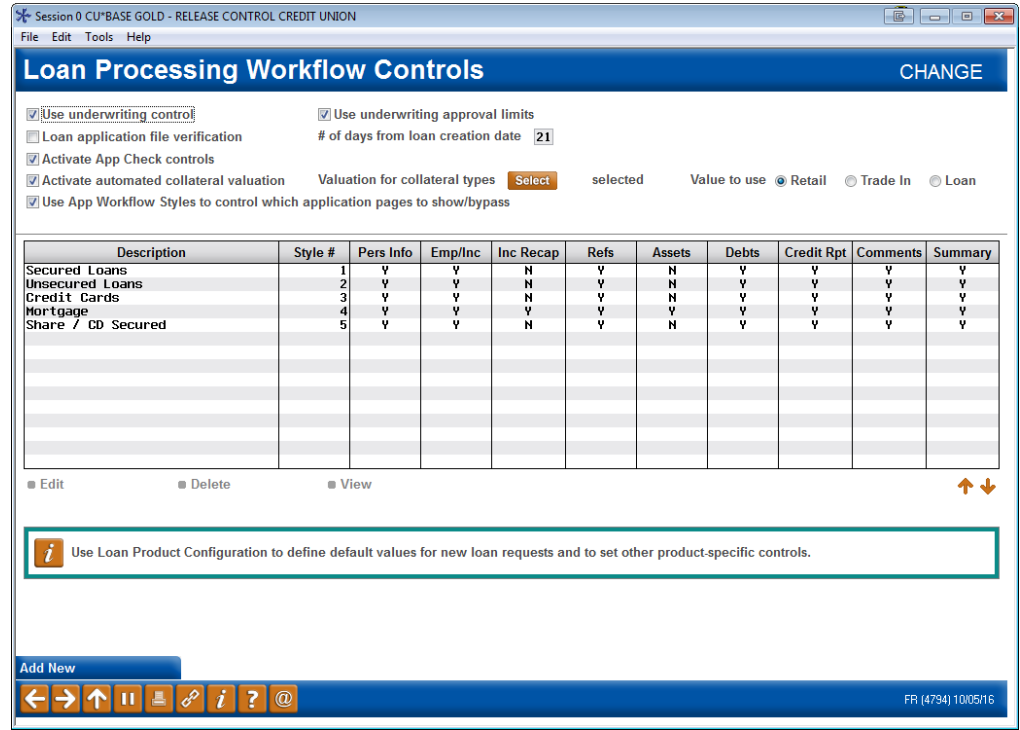 Session 0 CU*BASE GOLD - RELEASE CONTROL CREDIT UNION
File Edit Tools Help
Loan Processing Workflow Controls CHANGE
Use underwriting control Use underwriting approval limits
Loan application file verification # of days from loan creation date 21
Activate App Check controls
Activate automated collateral valuation Valuation for collateral types Select selected Value to use Retail Trade In Loan
Use App Workflow Styles to control which application pages to show/bypass
Description Style # Pers Info Emp/Inc Inc Recap Refs Assets Debts Credit Rpt Comments Summary
Secured Loans 1 Y Y N Y N Y Y Y Y
Unsecured Loans 2 Y Y N Y N Y Y Y Y
Credit Cards 3 Y Y N Y N Y Y Y Y
Mortgage 4 Y Y Y Y Y Y Y Y Y
Share / CD Secured 5 Y Y N Y N Y Y Y Y
Edit Delete View
i Use Loan Product Configuration to define default values for new loan requests and to set other product-specific controls.
Add New
i ? @ FR (4794) 10/05/16